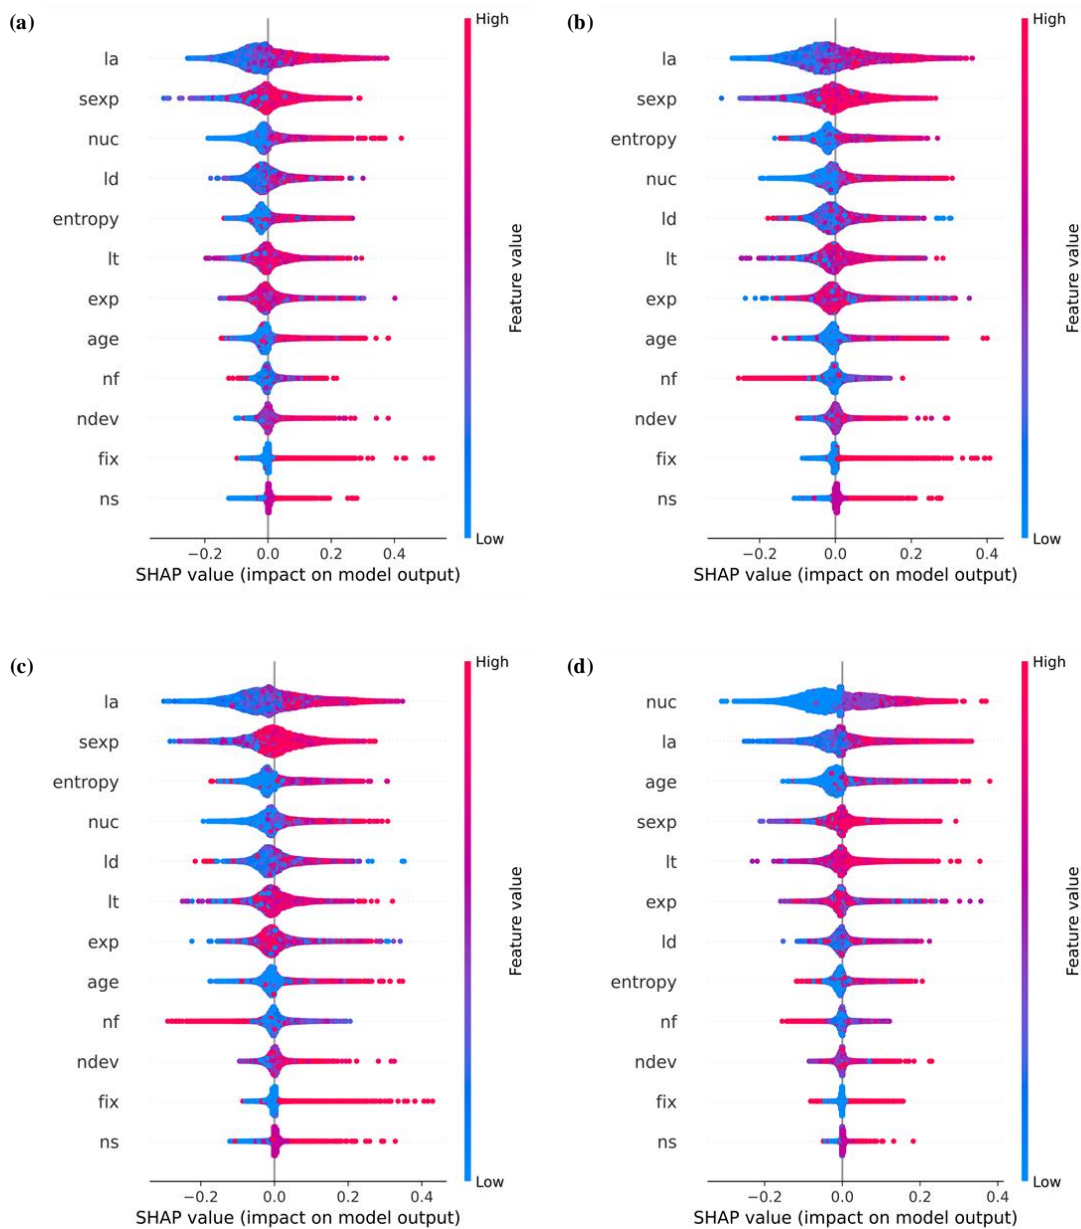 (a)
High
la
sexp
nuc
ld
entropy
lt
exp
age
nf
ndev
fix
ns
Feature value
Low
−0.2 0.0 0.2 0.4
SHAP value (impact on model output)
(b)
High
la
sexp
entropy
nuc
ld
lt
exp
age
nf
ndev
fix
ns
Feature value
Low
−0.2 0.0 0.2 0.4
SHAP value (impact on model output)
(c)
High
la
sexp
entropy
nuc
ld
lt
exp
age
nf
ndev
fix
ns
Feature value
Low
−0.2 0.0 0.2 0.4
SHAP value (impact on model output)
(d)
High
nuc
la
age
sexp
lt
exp
ld
entropy
nf
ndev
fix
ns
Feature value
Low
−0.2 0.0 0.2 0.4
SHAP value (impact on model output)